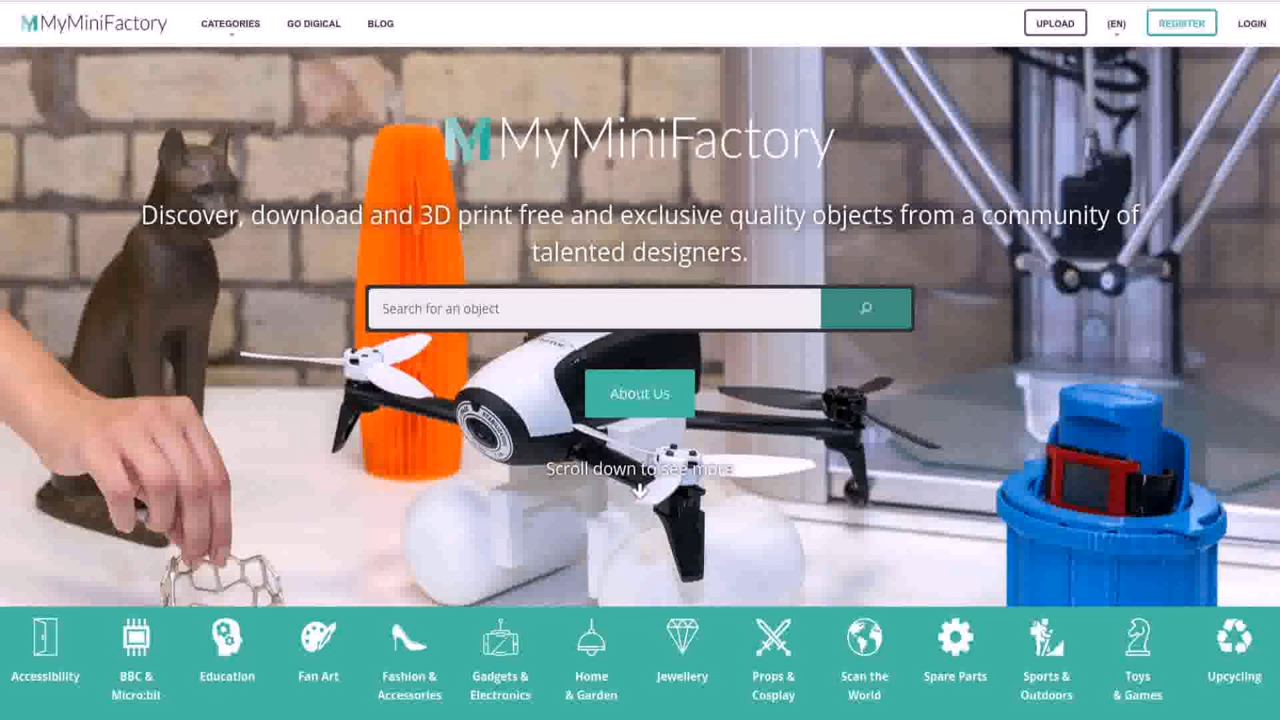 MyMiniFactory
CATEGORIES
GO DIGICAL
BLOG
UPLOAD
(EN)
REGISTER
LOGIN
MyMiniFactory
Discover, download and 3D print free and exclusive quality objects from a community of
talented designers.
Search for an object
About Us
Scroll down to see more
Accessibility
BBC &
Micro:bit
Education
Fan Art
Fashion &
Accessories
Gadgets &
Electronics
Home
& Garden
Jewellery
Props &
Cosplay
Scan the
World
Spare Parts
Sports &
Outdoors
Toys
& Games
Upcycling